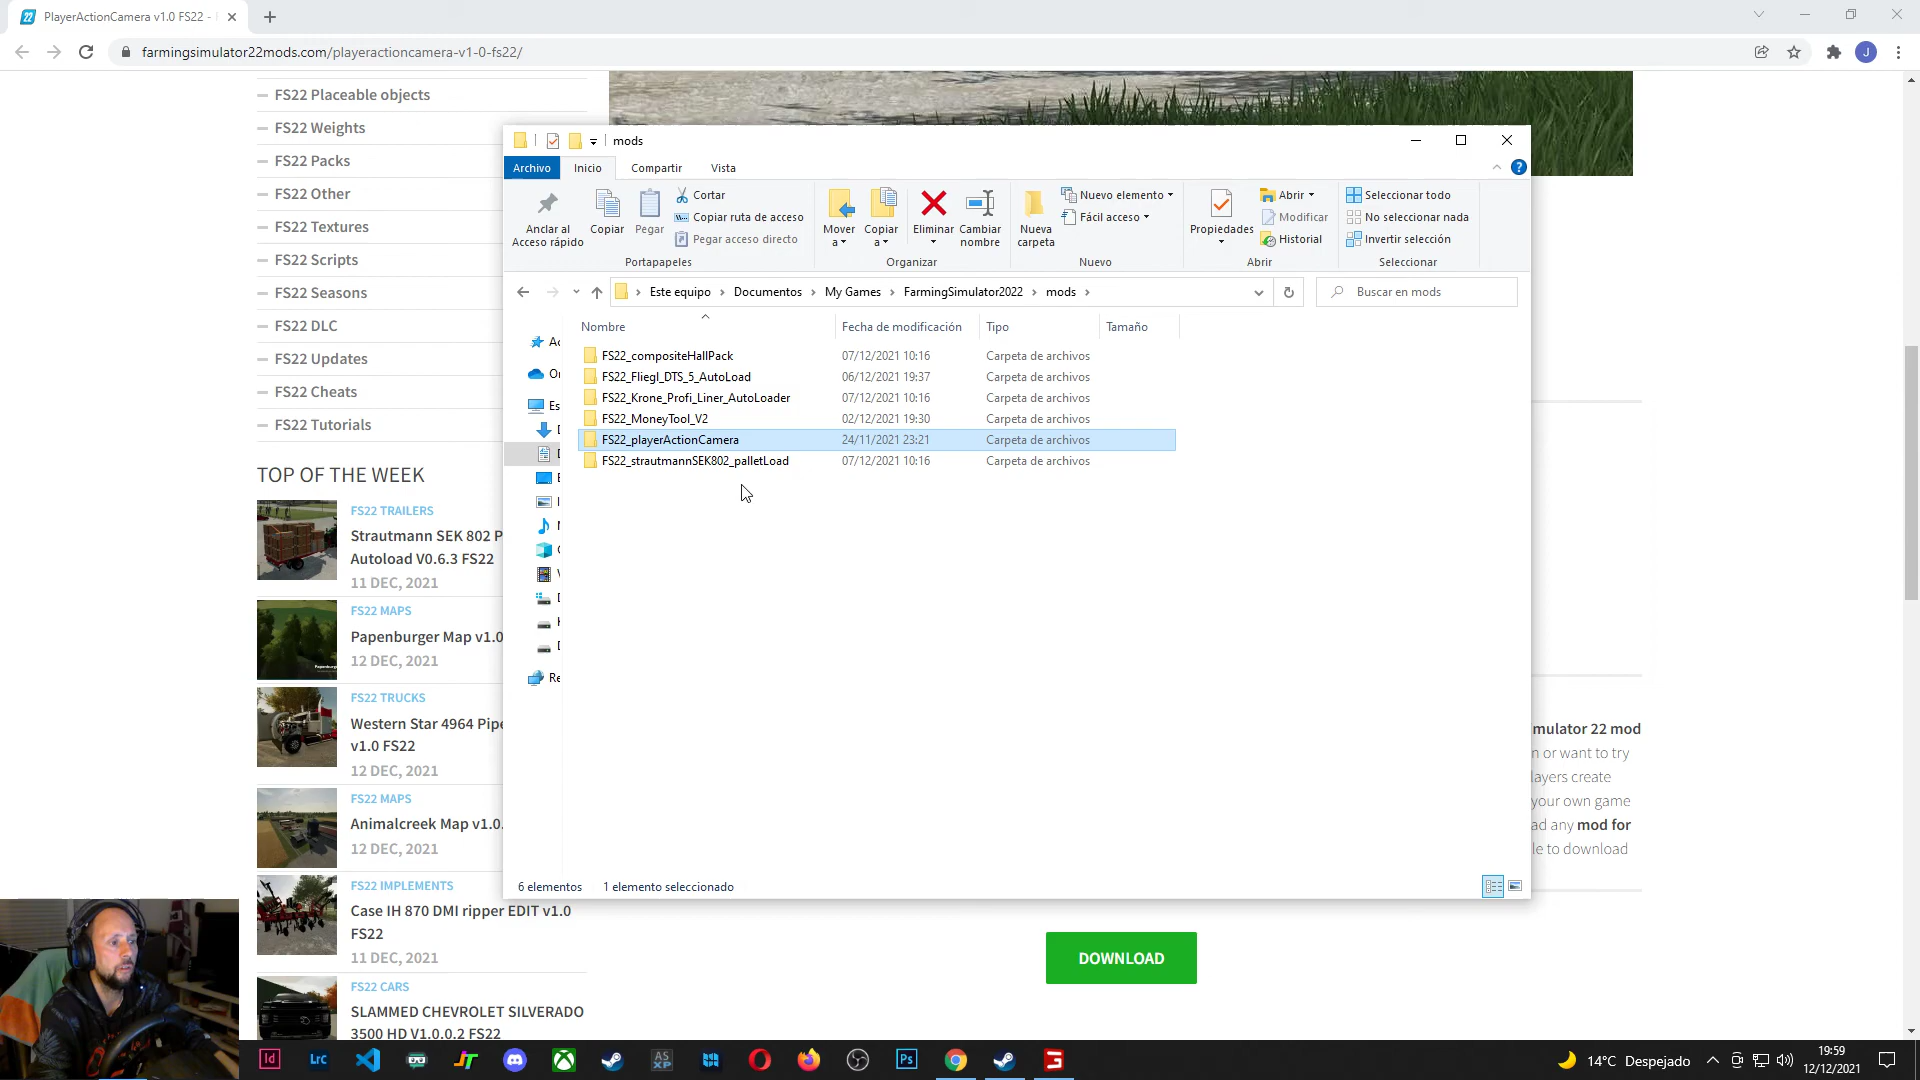 PlayerActionCamera v1.0 FS22 -
farmingsimulator22mods.com/playeractioncamera-v1-0-fs22/
J
FS22 Placeable objects
FS22 Weights
FS22 Packs
FS22 Other
FS22 Textures
FS22 Scripts
FS22 Seasons
FS22 DLC
FS22 Updates
FS22 Cheats
FS22 Tutorials
TOP OF THE WEEK
FS22 TRAILERS
Strautmann SEK 802 P
Autoload V0.6.3 FS22
11 DEC, 2021
FS22 MAPS
Papenburger Map v1.0
12 DEC, 2021
FS22 TRUCKS
Western Star 4964 Pipe
v1.0 FS22
12 DEC, 2021
FS22 MAPS
Animalcreek Map v1.0.
12 DEC, 2021
FS22 IMPLEMENTS
Case IH 870 DMI ripper EDIT v1.0
FS22
11 DEC, 2021
FS22 CARS
SLAMMED CHEVROLET SILVERADO
3500 HD V1.0.0.2 FS22
mods
Archivo Inicio Compartir Vista
Anclar al
Acceso rápido
Copiar
Pegar
Cortar
Copiar ruta de acceso
Pegar acceso directo
Portapapeles
Mover
a
Copiar
a
Eliminar
Cambiar
nombre
Organizar
Nueva
carpeta
Nuevo elemento
Fácil acceso
Nuevo
Propiedades
Abrir
Modificar
Historial
Abrir
Seleccionar todo
No seleccionar nada
Invertir selección
Seleccionar
Este equipo > Documentos > My Games > FarmingSimulator2022 > mods >
Buscar en mods
Nombre Fecha de modificación Tipo Tamaño
FS22_compositeHallPack 07/12/2021 10:16 Carpeta de archivos
FS22_Fliegl_DTS_5_AutoLoad 06/12/2021 19:37 Carpeta de archivos
FS22_Krone_Profi_Liner_AutoLoader 07/12/2021 10:16 Carpeta de archivos
FS22_MoneyTool_V2 02/12/2021 19:30 Carpeta de archivos
FS22_playerActionCamera 24/11/2021 23:21 Carpeta de archivos
FS22_strautmannSEK802_palletLoad 07/12/2021 10:16 Carpeta de archivos
6 elementos 1 elemento seleccionado
mulator 22 mod
n or want to try
layers create
your own game
ad any mod for
le to download
DOWNLOAD
Id
Lrc
AS
XP
Ps
14°C Despejado
19:59
12/12/2021